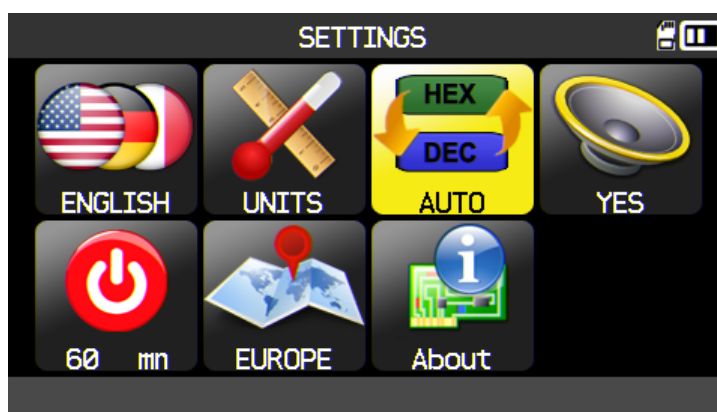 SETTINGS
HEX
DEC
ENGLISH
UNITS
AUTO
YES
60 mn
EUROPE
About